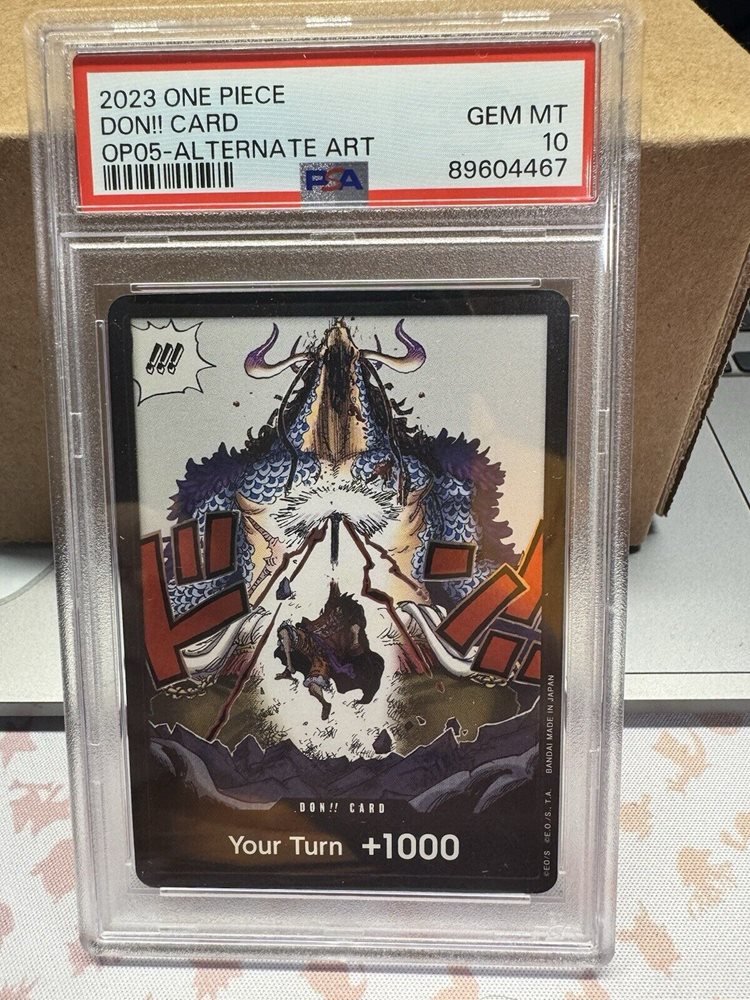 2023 ONE PIECE
DON!! CARD
OP05-ALTERNATE ART
GEM MT
10
89604467
PSA
!!!
ドン!!
DON!! CARD
Your Turn +1000
©E.O/S ©E.O./S., T.A. BANDAI MADE IN JAPAN